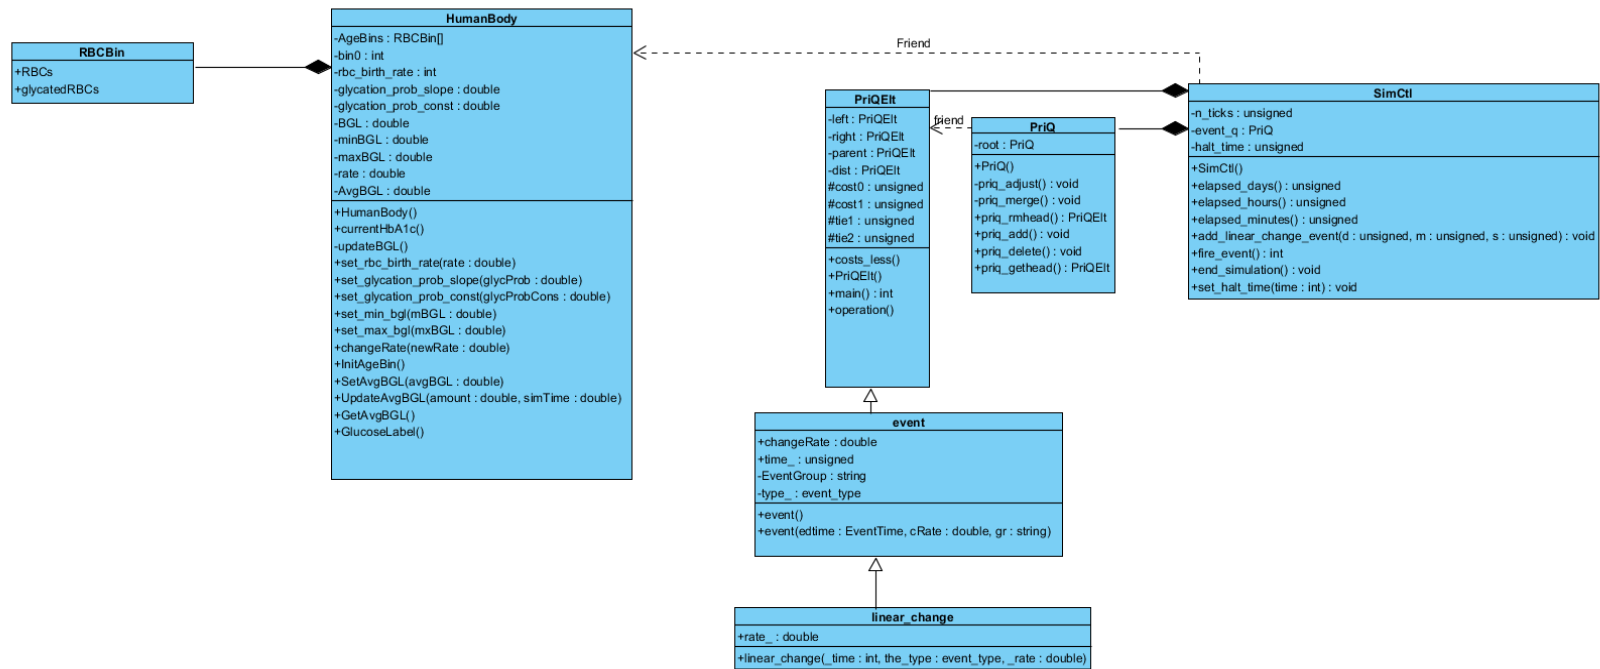 RBCBin
+RBCs
+glycatedRBCs
HumanBody
-AgeBins : RBCBin[]
-bin0 : int
-rbc_birth_rate : int
-glycation_prob_slope : double
-glycation_prob_const : double
-BGL : double
-minBGL : double
-maxBGL : double
-rate : double
-AvgBGL : double
+HumanBody()
+currentHbA1c()
-updateBGL()
+set_rbc_birth_rate(rate : double)
+set_glycation_prob_slope(glycProb : double)
+set_glycation_prob_const(glycProbCons : double)
+set_min_bgl(mBGL : double)
+set_max_bgl(mxBGL : double)
+changeRate(newRate : double)
+InitAgeBin()
+SetAvgBGL(avgBGL : double)
+UpdateAvgBGL(amount : double, simTime : double)
+GetAvgBGL()
+GlucoseLabel()
Friend
PriQElt
-left : PriQElt
-right : PriQElt
-parent : PriQElt
-dist : PriQElt
#cost0 : unsigned
#cost1 : unsigned
#tie1 : unsigned
#tie2 : unsigned
+costs_less()
+PriQElt()
+main() : int
+operation()
friend
PriQ
-root : PriQ
+PriQ()
-priq_adjust() : void
-priq_merge() : void
+priq_rmhead() : PriQElt
+priq_add() : void
+priq_delete() : void
+priq_gethead() : PriQElt
SimCtl
-n_ticks : unsigned
-event_q : PriQ
-halt_time : unsigned
+SimCtl()
+elapsed_days() : unsigned
+elapsed_hours() : unsigned
+elapsed_minutes() : unsigned
+add_linear_change_event(d : unsigned, m : unsigned, s : unsigned) : void
+fire_event() : int
+end_simulation() : void
+set_halt_time(time : int) : void
event
+changeRate : double
+time_ : unsigned
-EventGroup : string
-type_ : event_type
+event()
+event(edtime : EventTime, cRate : double, gr : string)
linear_change
+rate_ : double
+linear_change(_time : int, the_type : event_type, _rate : double)